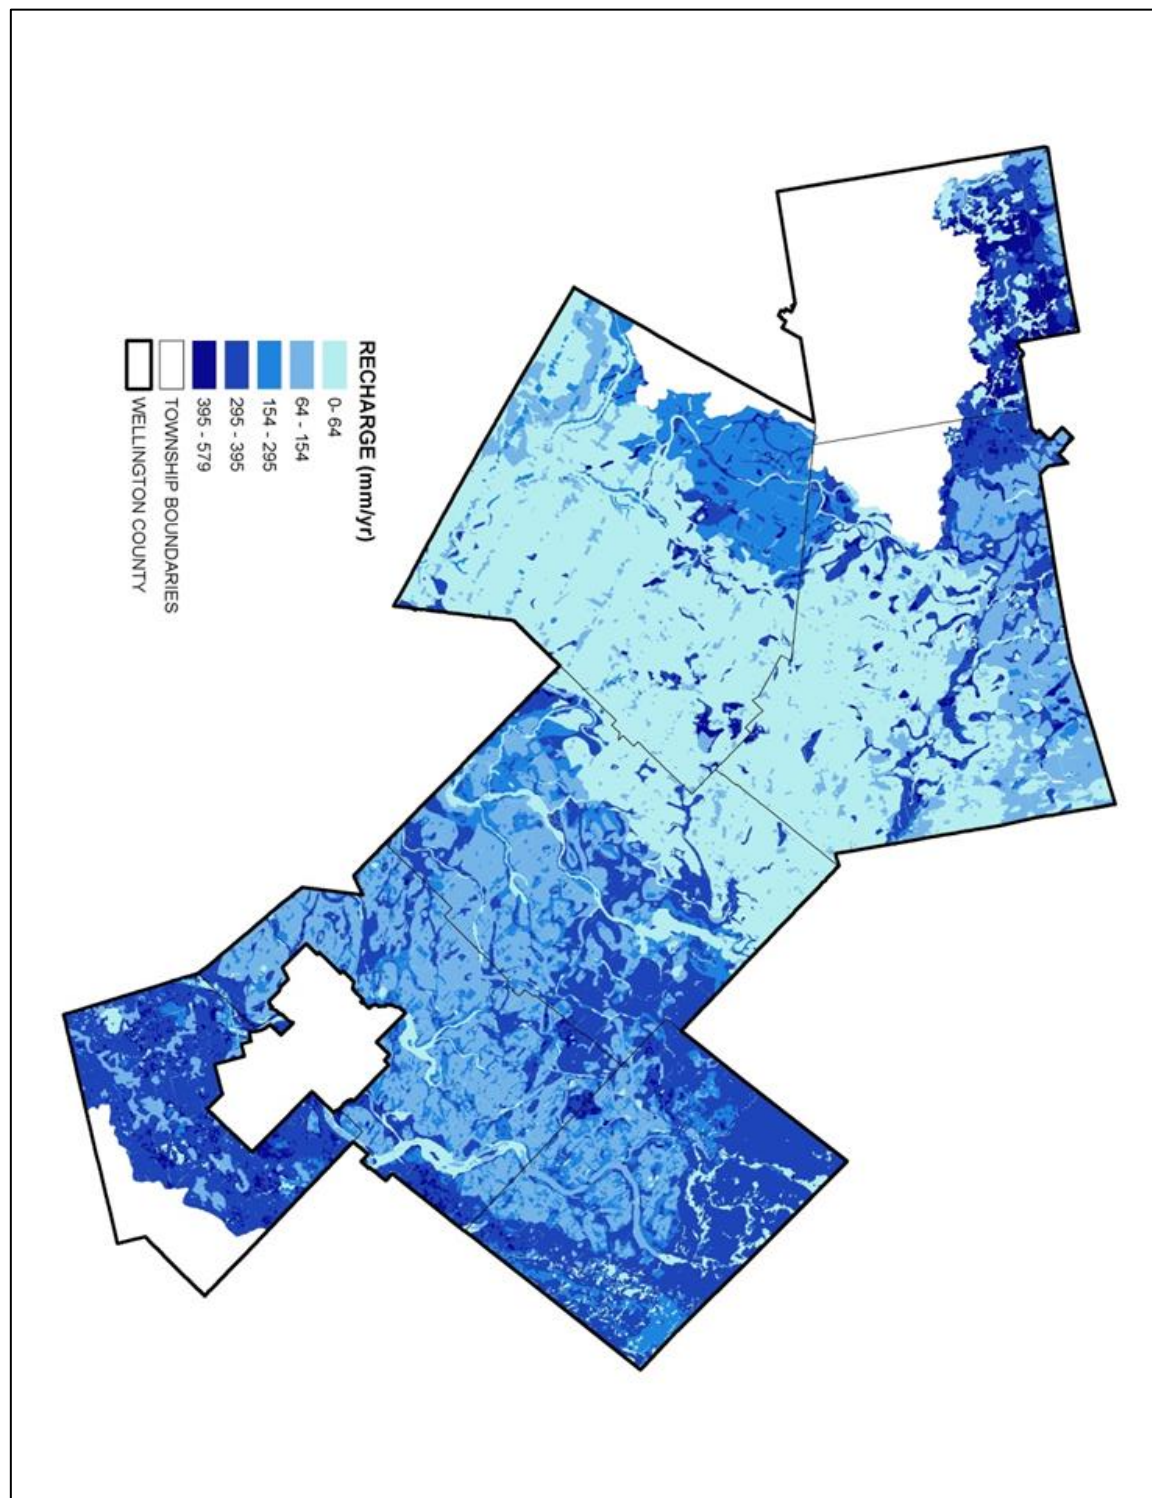 RECHARGE (mm/yr)
0- 64
64 - 154
154 - 295
295 - 395
395 - 579
TOWNSHIP BOUNDARIES
WELLINGTON COUNTY